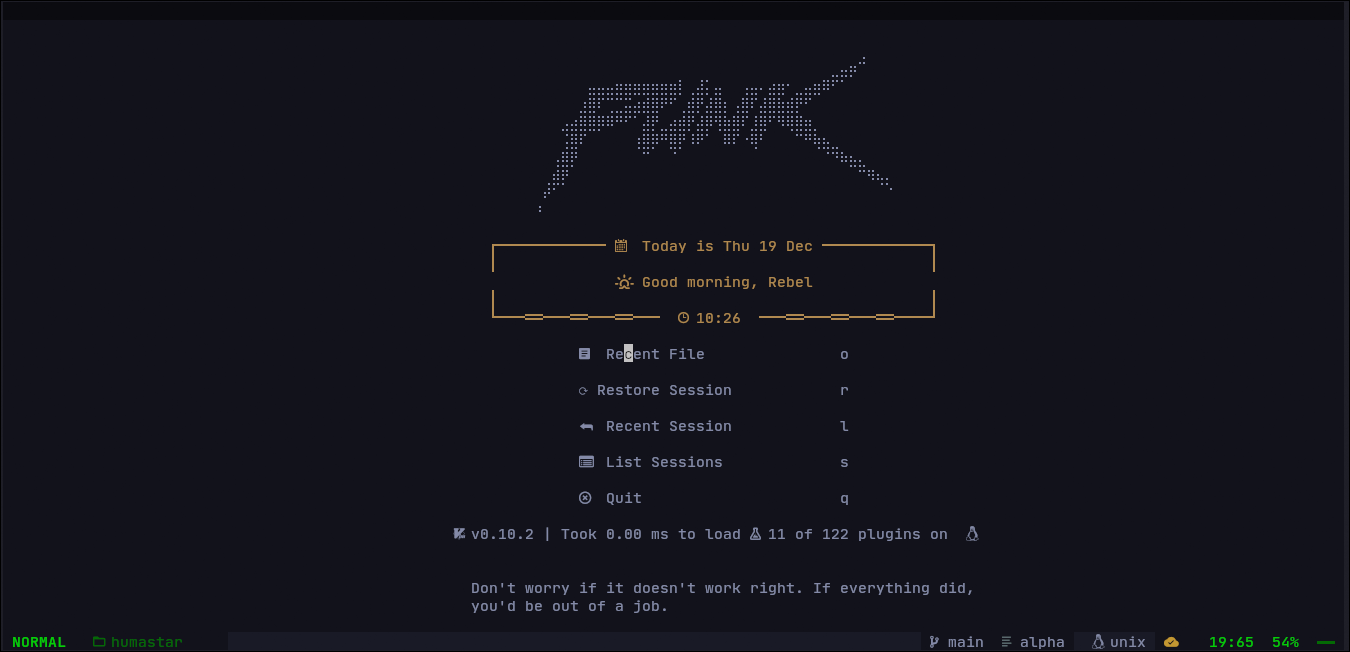 Today is Thu 19 Dec
Good morning, Rebel
10:26
Recent File o
Restore Session r
Recent Session l
List Sessions s
Quit q
v0.10.2 | Took 0.00 ms to load 11 of 122 plugins on
Don't worry if it doesn't work right. If everything did,
you'd be out of a job.
NORMAL humastar main alpha unix 19:65 54%